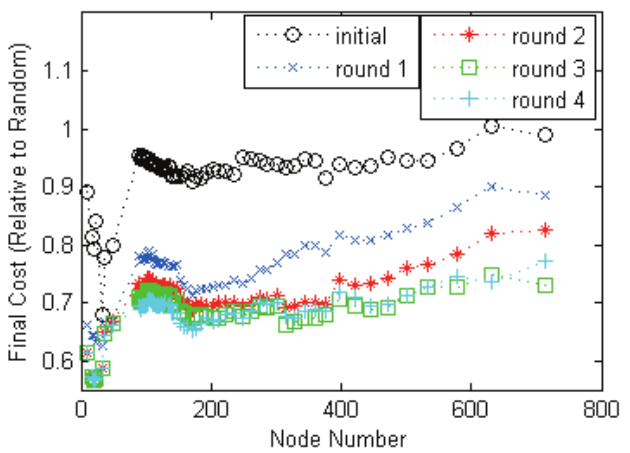 initial
round 1
round 2
round 3
round 4
Final Cost (Relative to Random)
1.1
1
0.9
0.8
0.7
0.6
0
200
400
600
800
Node Number